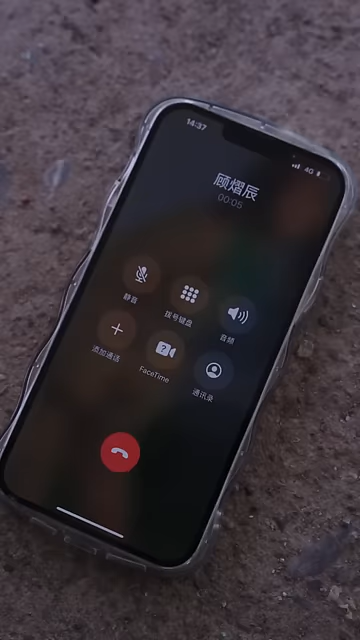 14:37
4G
顾熠辰
00:05
静音
拨号键盘
音频
添加通话
FaceTime
通讯录